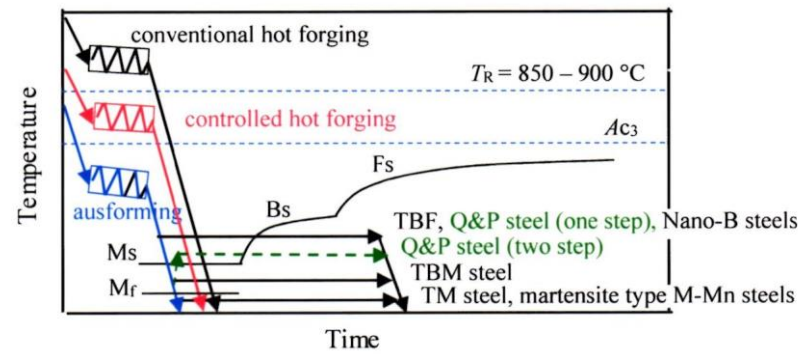 conventional hot forging
TR = 850 – 900 °C
controlled hot forging
Ac3
Fs
ausforming
Bs
TBF, Q&P steel (one step), Nano-B steels
Q&P steel (two step)
Ms
TBM steel
Mf
TM steel, martensite type M-Mn steels
Temperature
Time